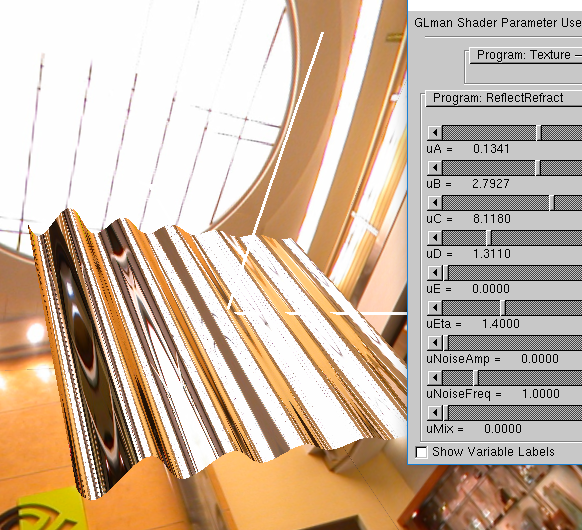 GLman Shader Parameter Use
Program: Texture
Program: ReflectRefract
uA = 0.1341
uB = 2.7927
uC = 8.1180
uD = 1.3110
uE = 0.0000
uEta = 1.4000
uNoiseAmp = 0.0000
uNoiseFreq = 1.0000
uMix = 0.0000
Show Variable Labels